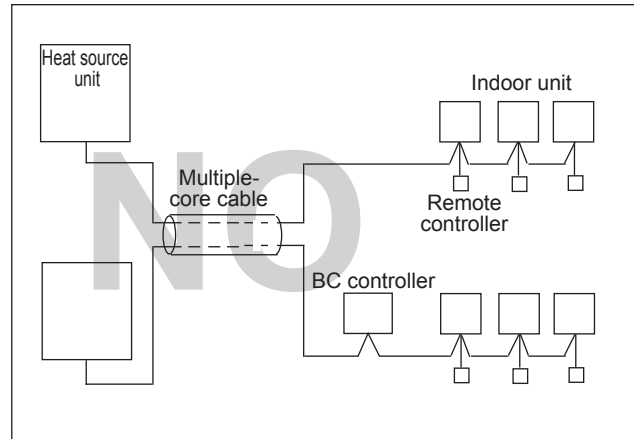 Heat source
unit
Indoor unit
NO
Multiple-
core cable
Remote
controller
BC controller